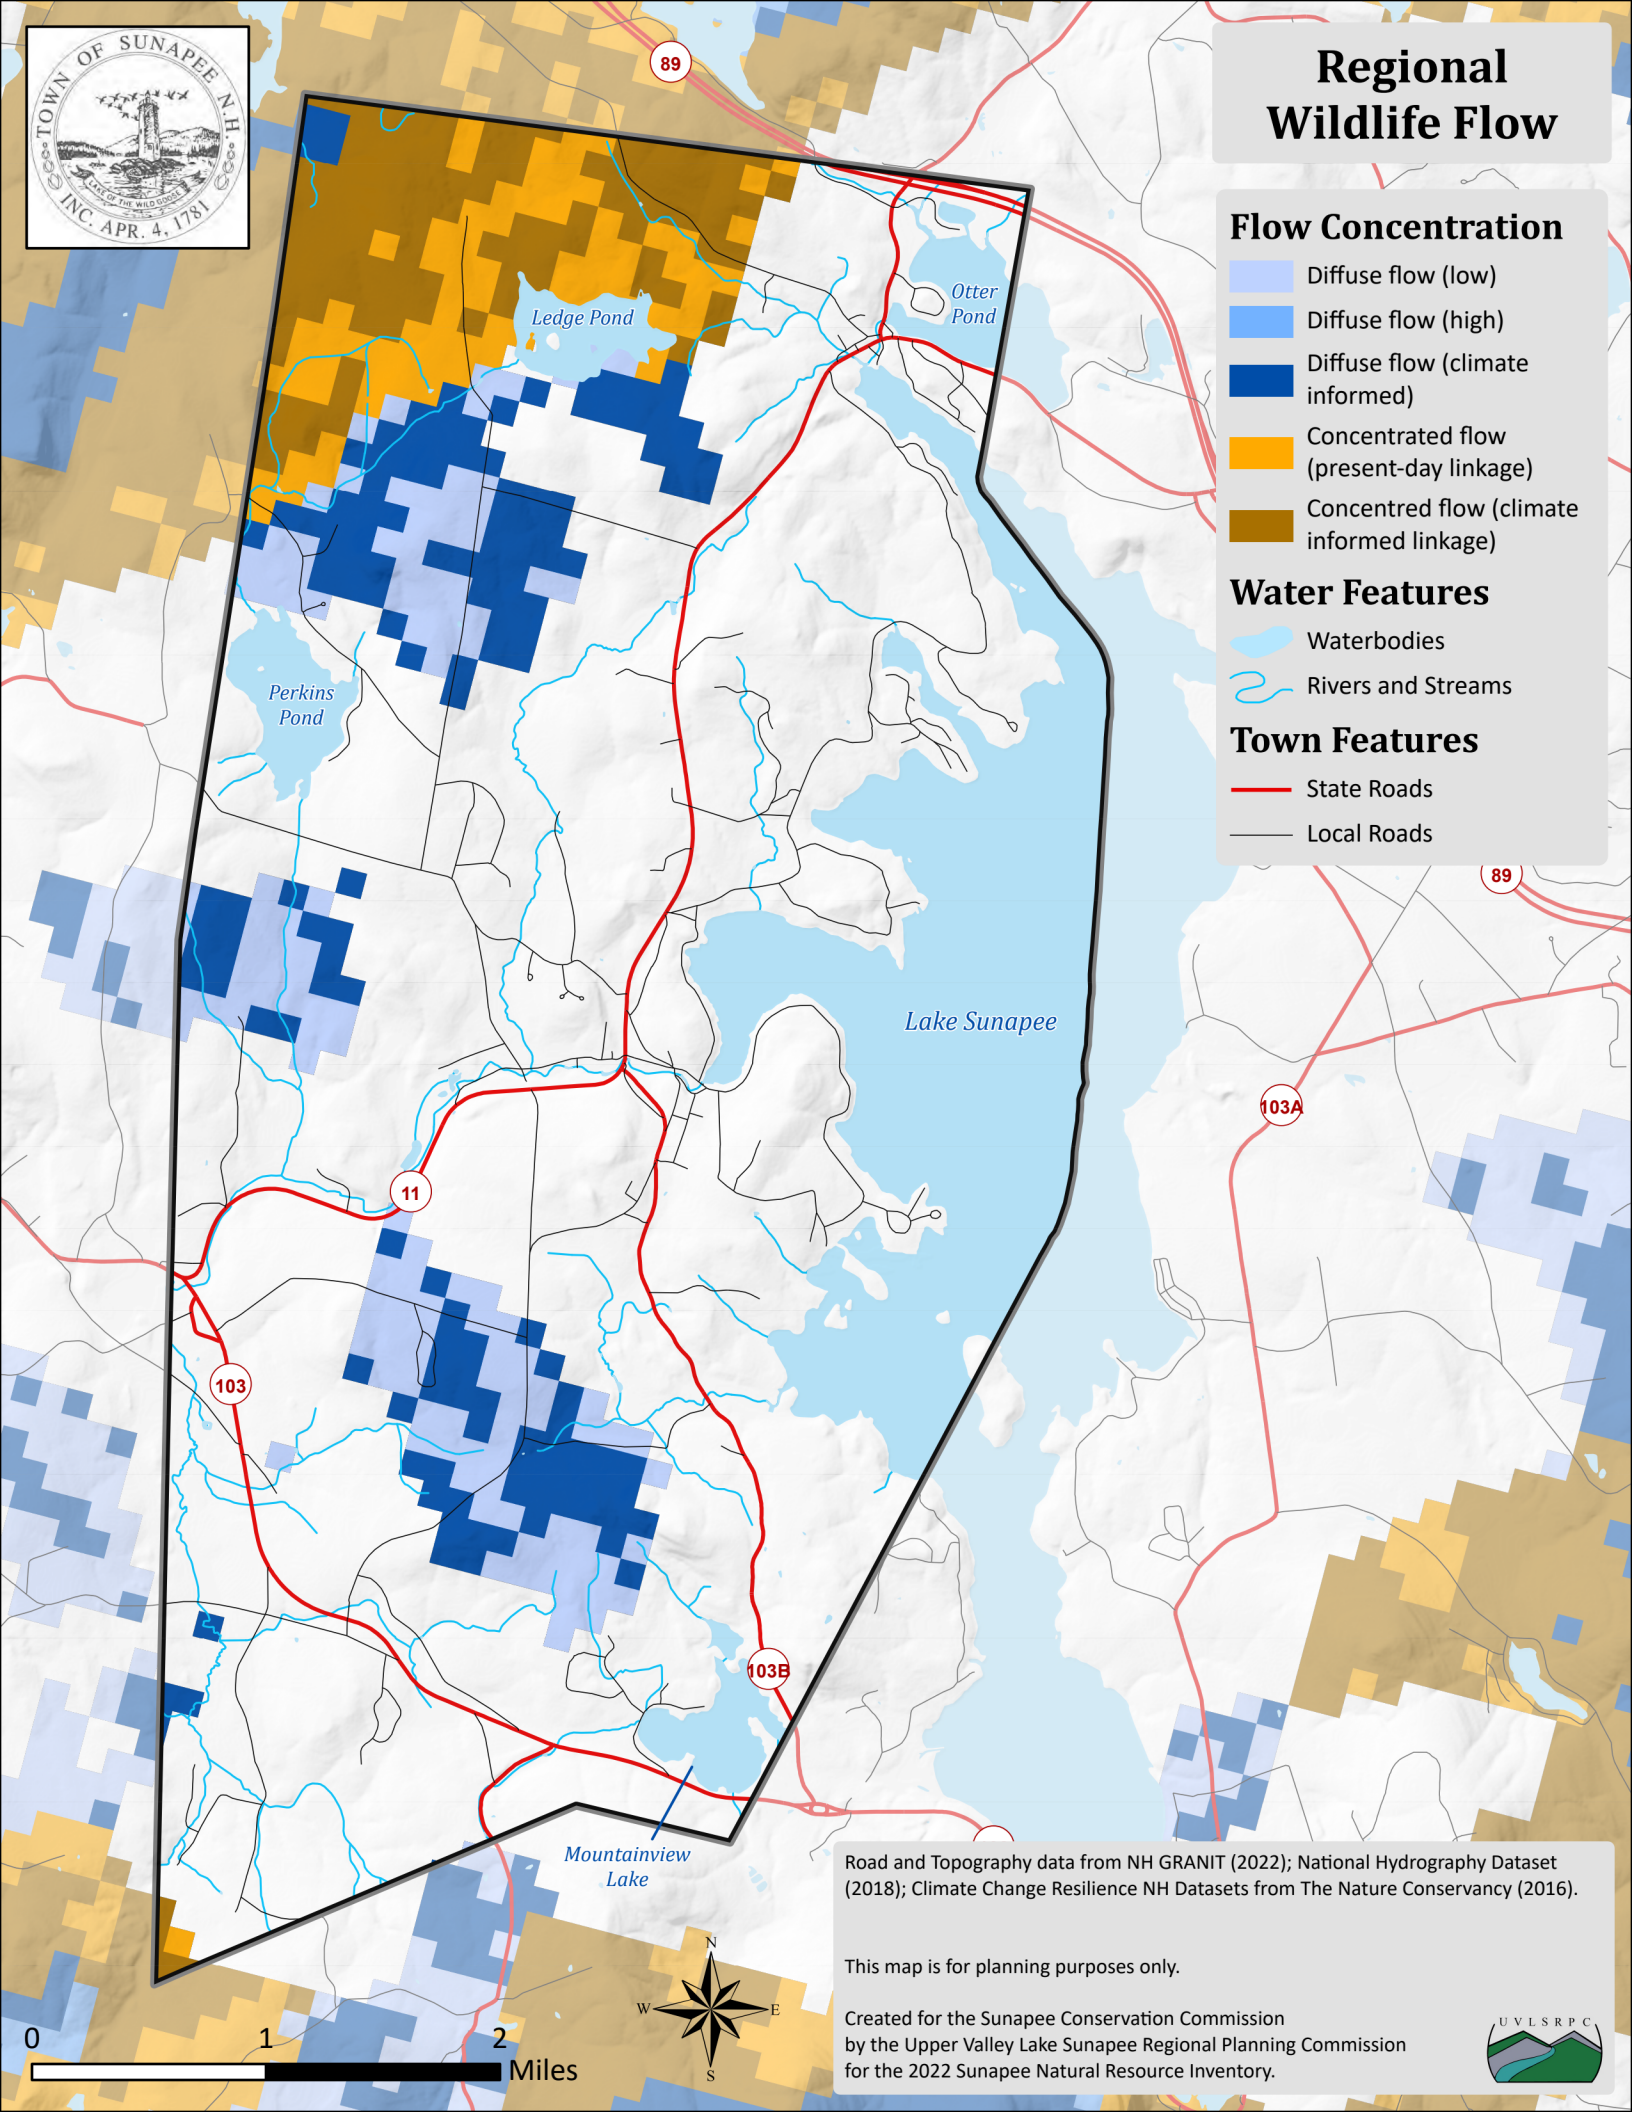 TOWN OF SUNAPEE N.H.
LAKE OF THE WILD GOOSE
INC. APR. 4, 1781
Regional
Wildlife Flow
Flow Concentration
Diffuse flow (low)
Diffuse flow (high)
Diffuse flow (climate
informed)
Concentrated flow
(present-day linkage)
Concentred flow (climate
informed linkage)
Water Features
Waterbodies
Rivers and Streams
Town Features
State Roads
Local Roads
89
Otter
Pond
Ledge Pond
Perkins
Pond
89
Lake Sunapee
103A
11
103
103B
Mountainview
Lake
Road and Topography data from NH GRANIT (2022); National Hydrography Dataset
(2018); Climate Change Resilience NH Datasets from The Nature Conservancy (2016).
This map is for planning purposes only.
Created for the Sunapee Conservation Commission
by the Upper Valley Lake Sunapee Regional Planning Commission
for the 2022 Sunapee Natural Resource Inventory.
UVLSRPC
N
W
E
S
0 1 2
Miles